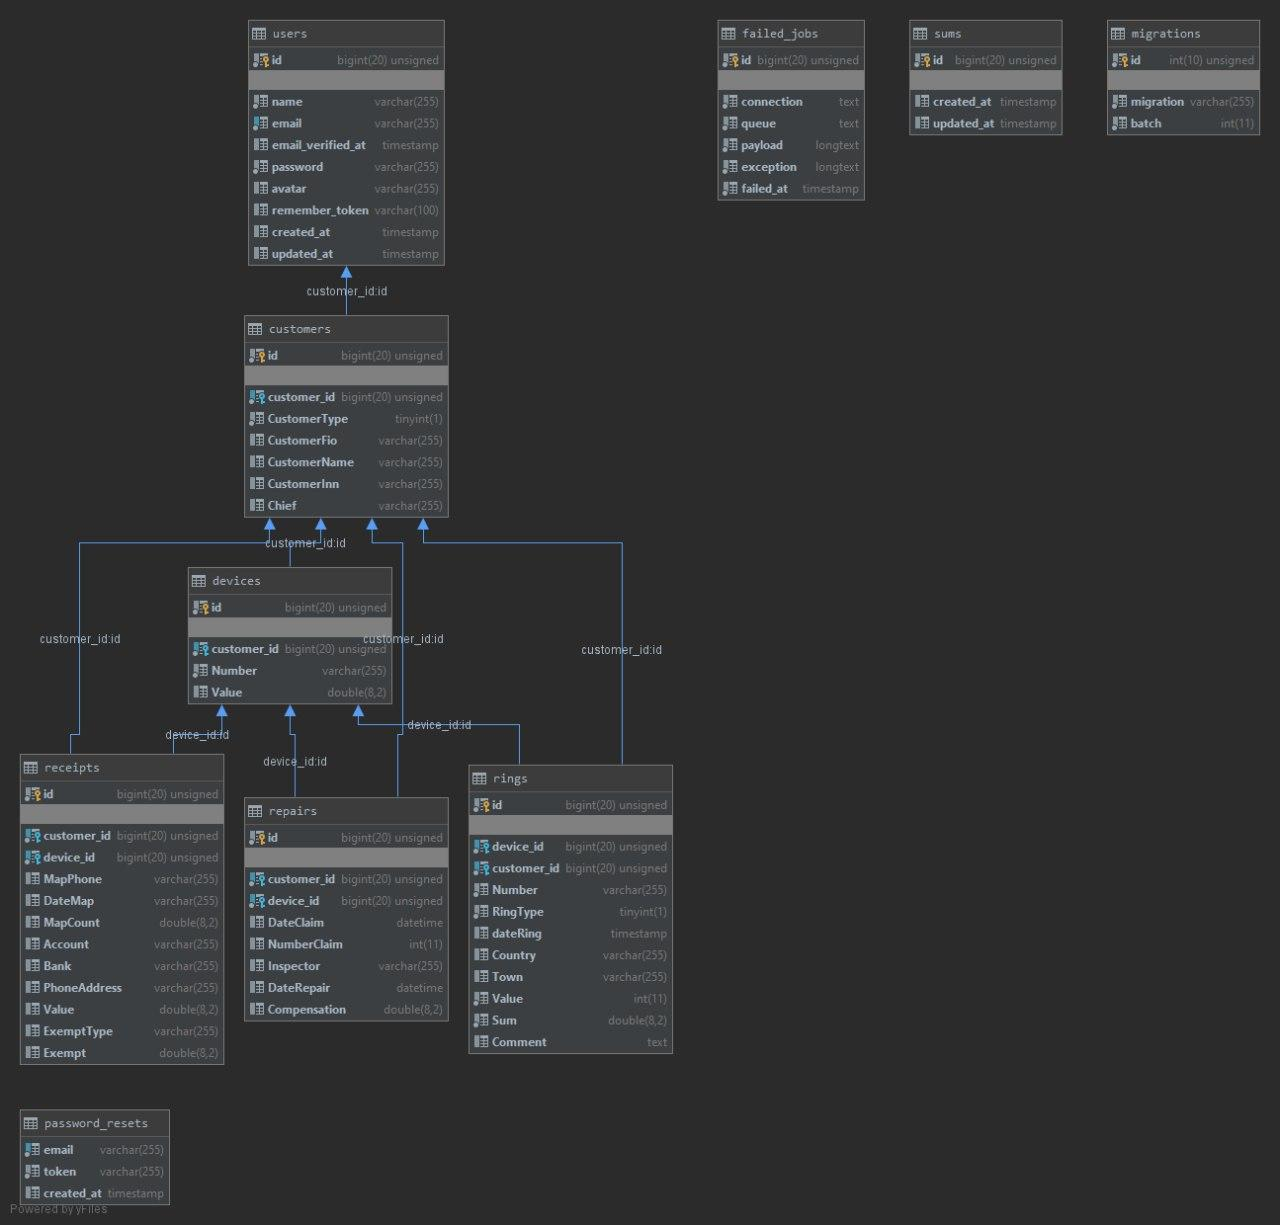 users
id bigint(20) unsigned
name varchar(255)
email varchar(255)
email_verified_at timestamp
password varchar(255)
avatar varchar(255)
remember_token varchar(100)
created_at timestamp
updated_at timestamp
failed_jobs
id bigint(20) unsigned
connection text
queue text
payload longtext
exception longtext
failed_at timestamp
sums
id bigint(20) unsigned
created_at timestamp
updated_at timestamp
migrations
id int(10) unsigned
migration varchar(255)
batch int(11)
customer_id:id
customers
id bigint(20) unsigned
customer_id bigint(20) unsigned
CustomerType tinyint(1)
CustomerFio varchar(255)
CustomerName varchar(255)
CustomerInn varchar(255)
Chief varchar(255)
customer_id:id
devices
id bigint(20) unsigned
customer_id bigint(20) unsigned
Number varchar(255)
Value double(8,2)
customer_id:id
customer_id:id
customer_id:id
device_id:id
device_id:id
device_id:id
receipts
id bigint(20) unsigned
customer_id bigint(20) unsigned
device_id bigint(20) unsigned
MapPhone varchar(255)
DateMap varchar(255)
MapCount double(8,2)
Account varchar(255)
Bank varchar(255)
PhoneAddress varchar(255)
Value double(8,2)
ExemptType varchar(255)
Exempt double(8,2)
repairs
id bigint(20) unsigned
customer_id bigint(20) unsigned
device_id bigint(20) unsigned
DateClaim datetime
NumberClaim int(11)
Inspector varchar(255)
DateRepair datetime
Compensation double(8,2)
rings
id bigint(20) unsigned
device_id bigint(20) unsigned
customer_id bigint(20) unsigned
Number varchar(255)
RingType tinyint(1)
dateRing timestamp
Country varchar(255)
Town varchar(255)
Value int(11)
Sum double(8,2)
Comment text
password_resets
email varchar(255)
token varchar(255)
created_at timestamp
Powered by yFiles